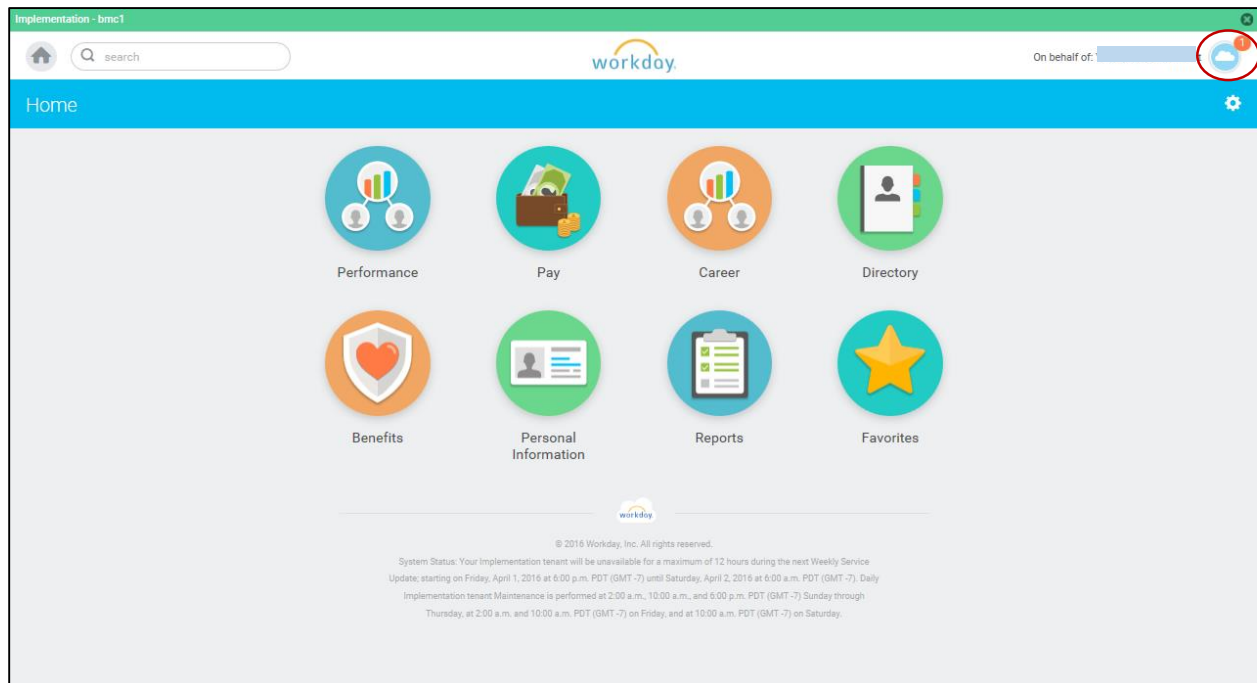 Implementation - bmc1
search
workday.
On behalf of:
1
Home
Performance
Pay
Career
Directory
Benefits
Personal
Information
Reports
Favorites
workday
© 2016 Workday, Inc. All rights reserved.
System Status: Your Implementation tenant will be unavailable for a maximum of 12 hours during the next Weekly Service
Update; starting on Friday, April 1, 2016 at 6:00 p.m. PDT (GMT -7) until Saturday, April 2, 2016 at 6:00 a.m. PDT (GMT -7). Daily
Implementation tenant Maintenance is performed at 2:00 a.m., 10:00 a.m., and 6:00 p.m. PDT (GMT -7) Sunday through
Thursday, at 2:00 a.m. and 10:00 a.m. PDT (GMT -7) on Friday, and at 10:00 a.m. PDT (GMT -7) on Saturday.